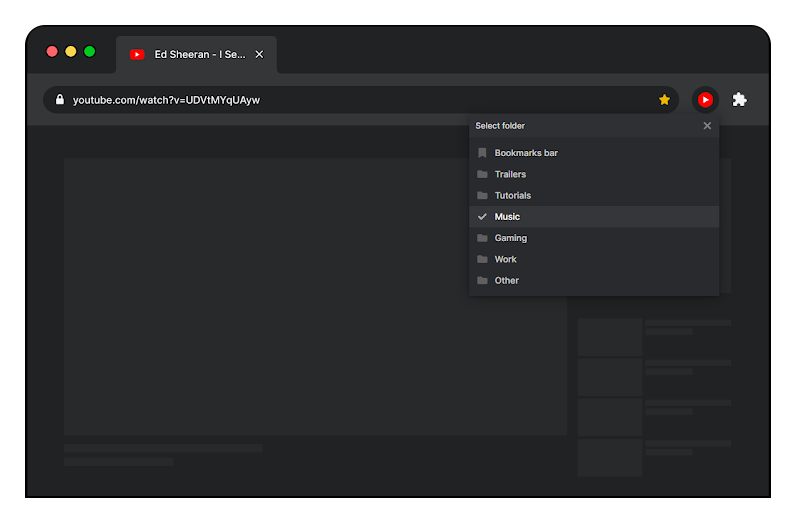 Ed Sheeran - I Se...
youtube.com/watch?v=UDVtMYqUAyw
Select folder
Bookmarks bar
Trailers
Tutorials
Music
Gaming
Work
Other